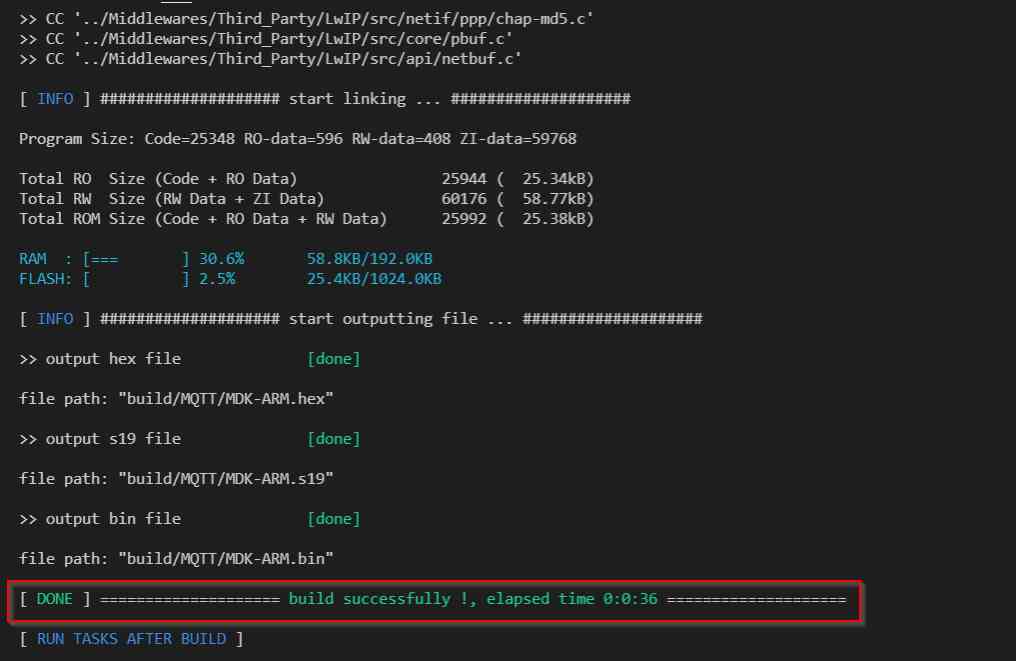 >> CC '../Middlewares/Third_Party/LwIP/src/netif/ppp/chap-md5.c'
>> CC '../Middlewares/Third_Party/LwIP/src/core/pbuf.c'
>> CC '../Middlewares/Third_Party/LwIP/src/api/netbuf.c'
[ INFO ] #################### start linking ... ####################
Program Size: Code=25348 RO-data=596 RW-data=408 ZI-data=59768
Total RO  Size (Code + RO Data)                25944 (  25.34kB)
Total RW  Size (RW Data + ZI Data)             60176 (  58.77kB)
Total ROM Size (Code + RO Data + RW Data)      25992 (  25.38kB)
RAM  : [===       ] 30.6%       58.8KB/192.0KB
FLASH: [          ] 2.5%        25.4KB/1024.0KB
[ INFO ] #################### start outputting file ... ####################
>> output hex file              [done]
file path: "build/MQTT/MDK-ARM.hex"
>> output s19 file              [done]
file path: "build/MQTT/MDK-ARM.s19"
>> output bin file              [done]
file path: "build/MQTT/MDK-ARM.bin"
[ DONE ] ==================== build successfully !, elapsed time 0:0:36 ====================
[ RUN TASKS AFTER BUILD ]